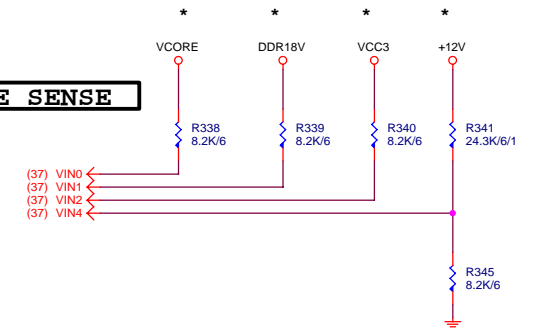 * * * *
VCORE DDR18V VCC3 +12V
E SENSE
R338 R339 R340 R341
8.2K/6 8.2K/6 8.2K/6 24.3K/6/1
(37) VIN0
(37) VIN1
(37) VIN2
(37) VIN4
R345
8.2K/6